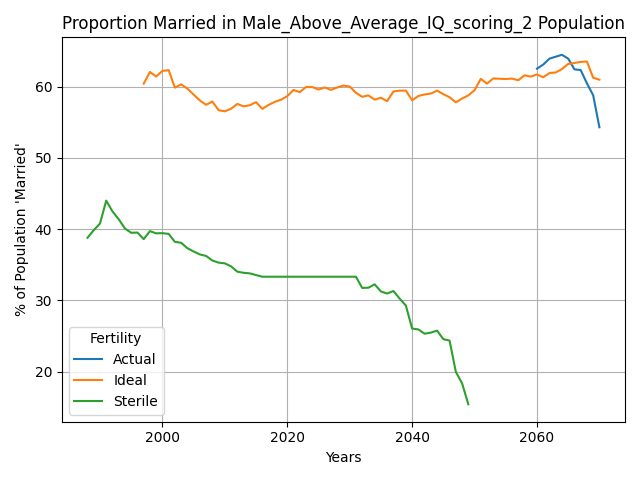 Proportion Married in Male_Above_Average_IQ_scoring_2 Population
% of Population 'Married'
60
50
40
30
20
Fertility
Actual
Ideal
Sterile
2000 2020 2040 2060
Years